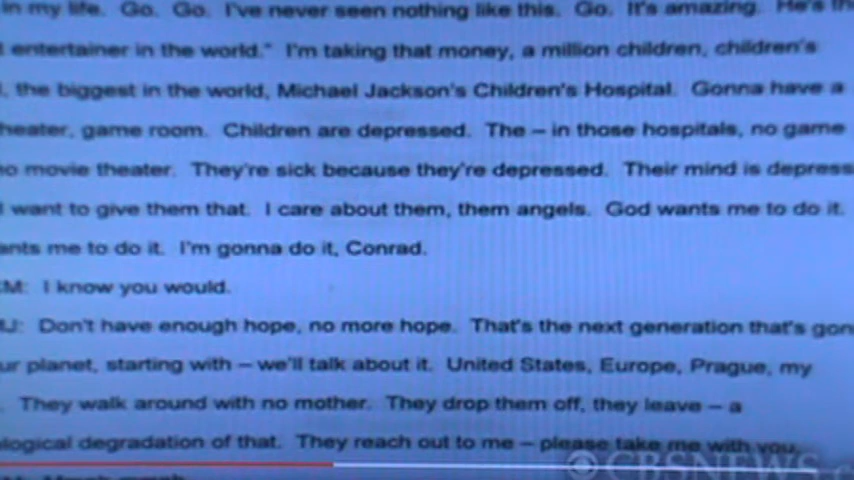 in my life. Go. Go. I've never seen nothing like this. Go. It's amazing. He's th
t entertainer in the world." I'm taking that money, a million children, children's
l, the biggest in the world, Michael Jackson's Children's Hospital. Gonna have a
heater, game room. Children are depressed. The – in those hospitals, no game
no movie theater. They're sick because they're depressed. Their mind is depress
I want to give them that. I care about them, them angels. God wants me to do it.
ants me to do it. I'm gonna do it, Conrad.
CM: I know you would.
MJ: Don't have enough hope, no more hope. That's the next generation that's gon
ur planet, starting with – we'll talk about it. United States, Europe, Prague, my
. They walk around with no mother. They drop them off, they leave – a
ological degradation of that. They reach out to me – please take me with you.
CBSNEWS